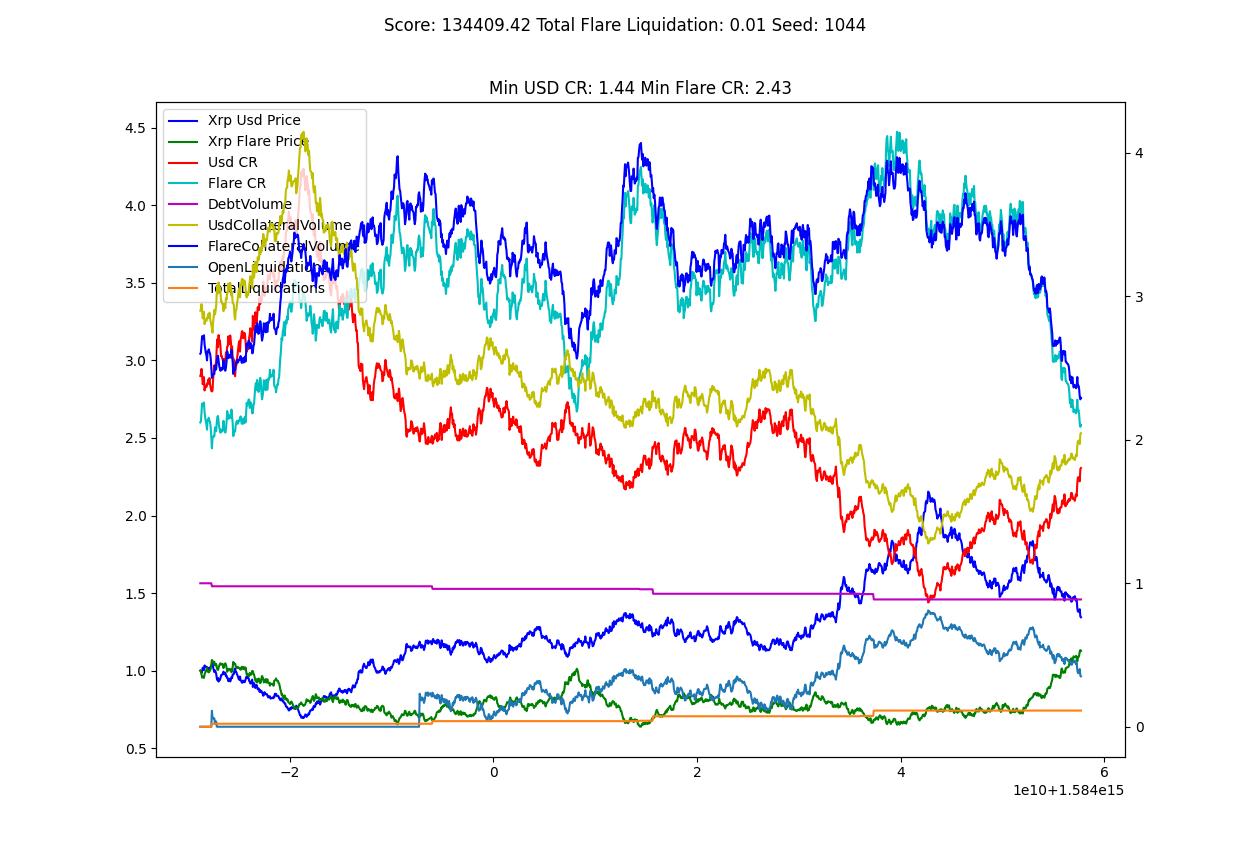 Score: 134409.42 Total Flare Liquidation: 0.01 Seed: 1044
Min USD CR: 1.44 Min Flare CR: 2.43
Xrp Usd Price
Xrp Flare Price
Usd CR
Flare CR
DebtVolume
UsdCollateralVolume
FlareCollateralVolume
OpenLiquidations
TotalLiquidations
4.5
4.0
3.5
3.0
2.5
2.0
1.5
1.0
0.5
4
3
2
1
0
−2
0
2
4
6
1e10+1.584e15